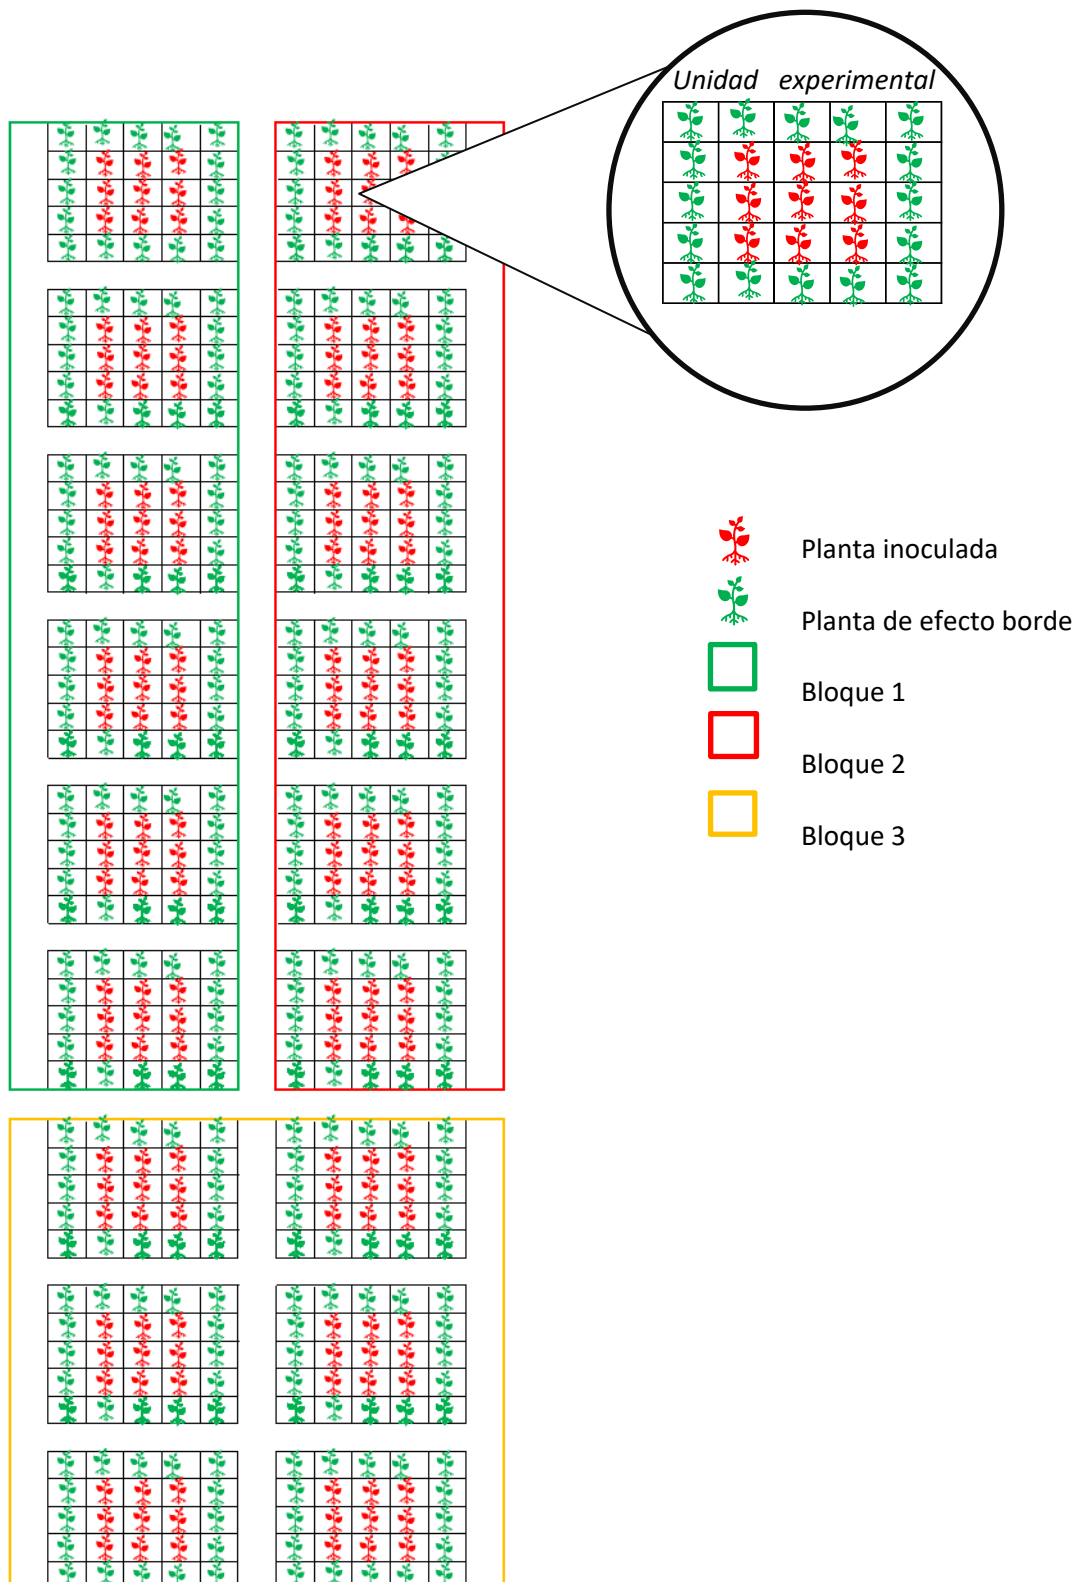 Unidad experimental
Planta inoculada
Planta de efecto borde
Bloque 1
Bloque 2
Bloque 3